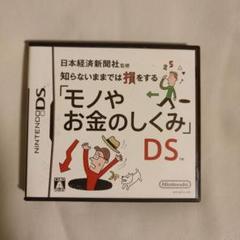 日本経済新聞社監修
知らないままでは損をする
「モノや
お金のしくみ」
DS
NINTENDO DS
Nintendo